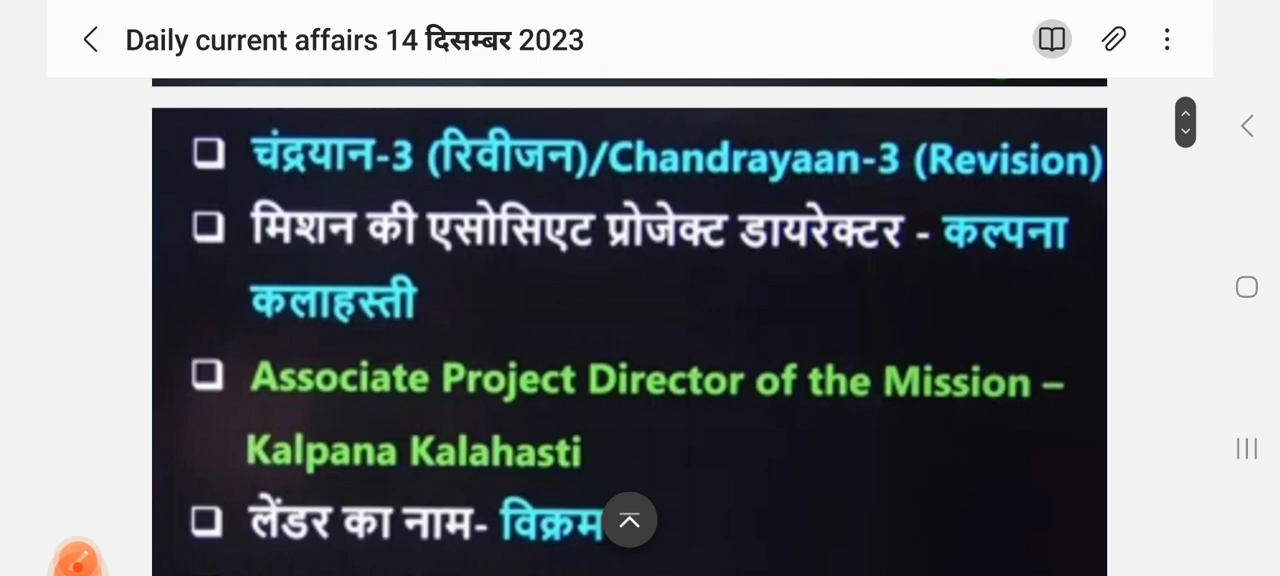 Daily current affairs 14 दिसम्बर 2023
चंद्रयान-3 (रिवीजन)/Chandrayaan-3 (Revision)
मिशन की एसोसिएट प्रोजेक्ट डायरेक्टर - कल्पना
कलाहस्ती
Associate Project Director of the Mission –
Kalpana Kalahasti
लेंडर का नाम- विक्रम